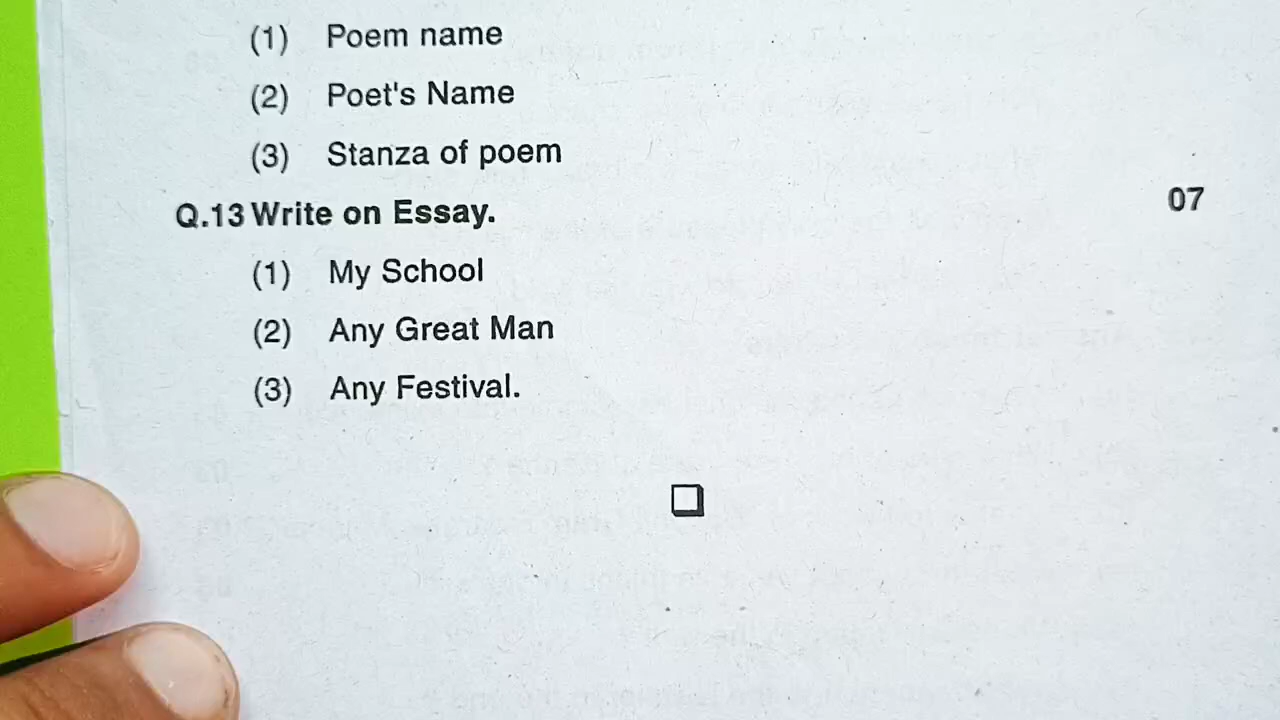 (1) Poem name
(2) Poet's Name
(3) Stanza of poem
Q.13 Write on Essay. 07
(1) My School
(2) Any Great Man
(3) Any Festival.